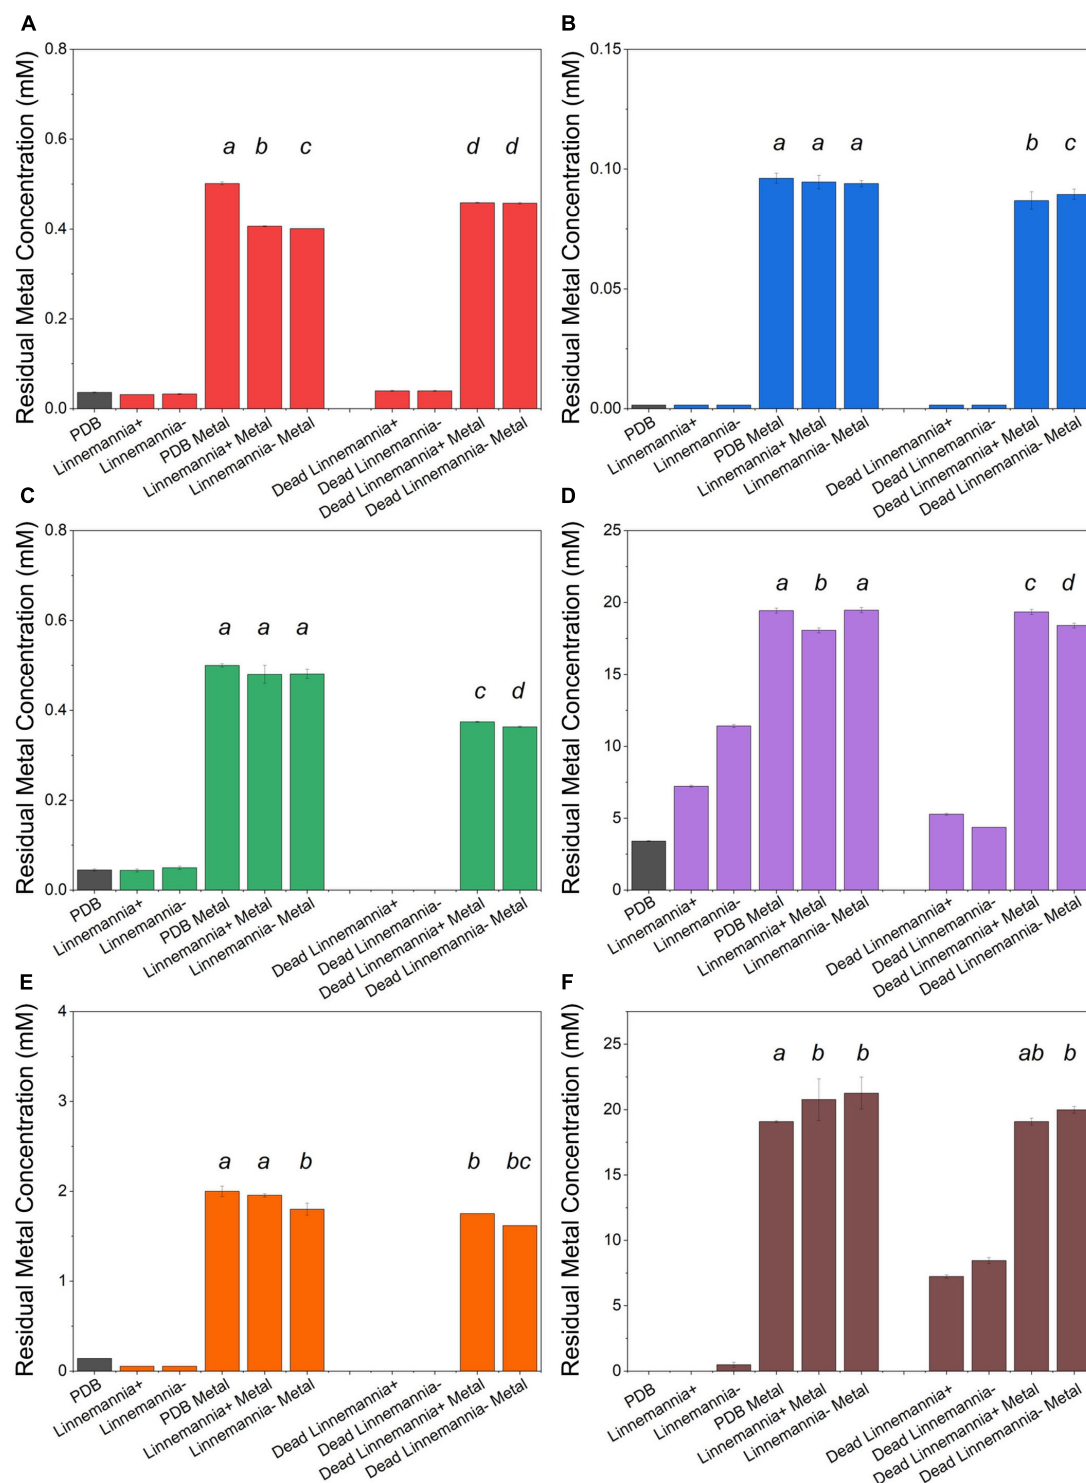 A
Residual Metal Concentration (mM)
0.8
0.6
0.4
0.2
0.0
a b c d d
PDB
Linnemannia+
Linnemannia-
PDB Metal
Linnemannia+ Metal
Linnemannia- Metal
Dead Linnemannia+
Dead Linnemannia-
Dead Linnemannia+ Metal
Dead Linnemannia- Metal
B
Residual Metal Concentration (mM)
0.15
0.10
0.05
0.00
a a a b c
PDB
Linnemannia+
Linnemannia-
PDB Metal
Linnemannia+ Metal
Linnemannia- Metal
Dead Linnemannia+
Dead Linnemannia-
Dead Linnemannia+ Metal
Dead Linnemannia- Metal
C
Residual Metal Concentration (mM)
0.8
0.6
0.4
0.2
0.0
a a a c d
PDB
Linnemannia+
Linnemannia-
PDB Metal
Linnemannia+ Metal
Linnemannia- Metal
Dead Linnemannia+
Dead Linnemannia-
Dead Linnemannia+ Metal
Dead Linnemannia- Metal
D
Residual Metal Concentration (mM)
25
20
15
10
5
0
a b a c d
PDB
Linnemannia+
Linnemannia-
PDB Metal
Linnemannia+ Metal
Linnemannia- Metal
Dead Linnemannia+
Dead Linnemannia-
Dead Linnemannia+ Metal
Dead Linnemannia- Metal
E
Residual Metal Concentration (mM)
4
3
2
1
0
a a b b bc
PDB
Linnemannia+
Linnemannia-
PDB Metal
Linnemannia+ Metal
Linnemannia- Metal
Dead Linnemannia+
Dead Linnemannia-
Dead Linnemannia+ Metal
Dead Linnemannia- Metal
F
Residual Metal Concentration (mM)
25
20
15
10
5
0
a b b ab b
PDB
Linnemannia+
Linnemannia-
PDB Metal
Linnemannia+ Metal
Linnemannia- Metal
Dead Linnemannia+
Dead Linnemannia-
Dead Linnemannia+ Metal
Dead Linnemannia- Metal